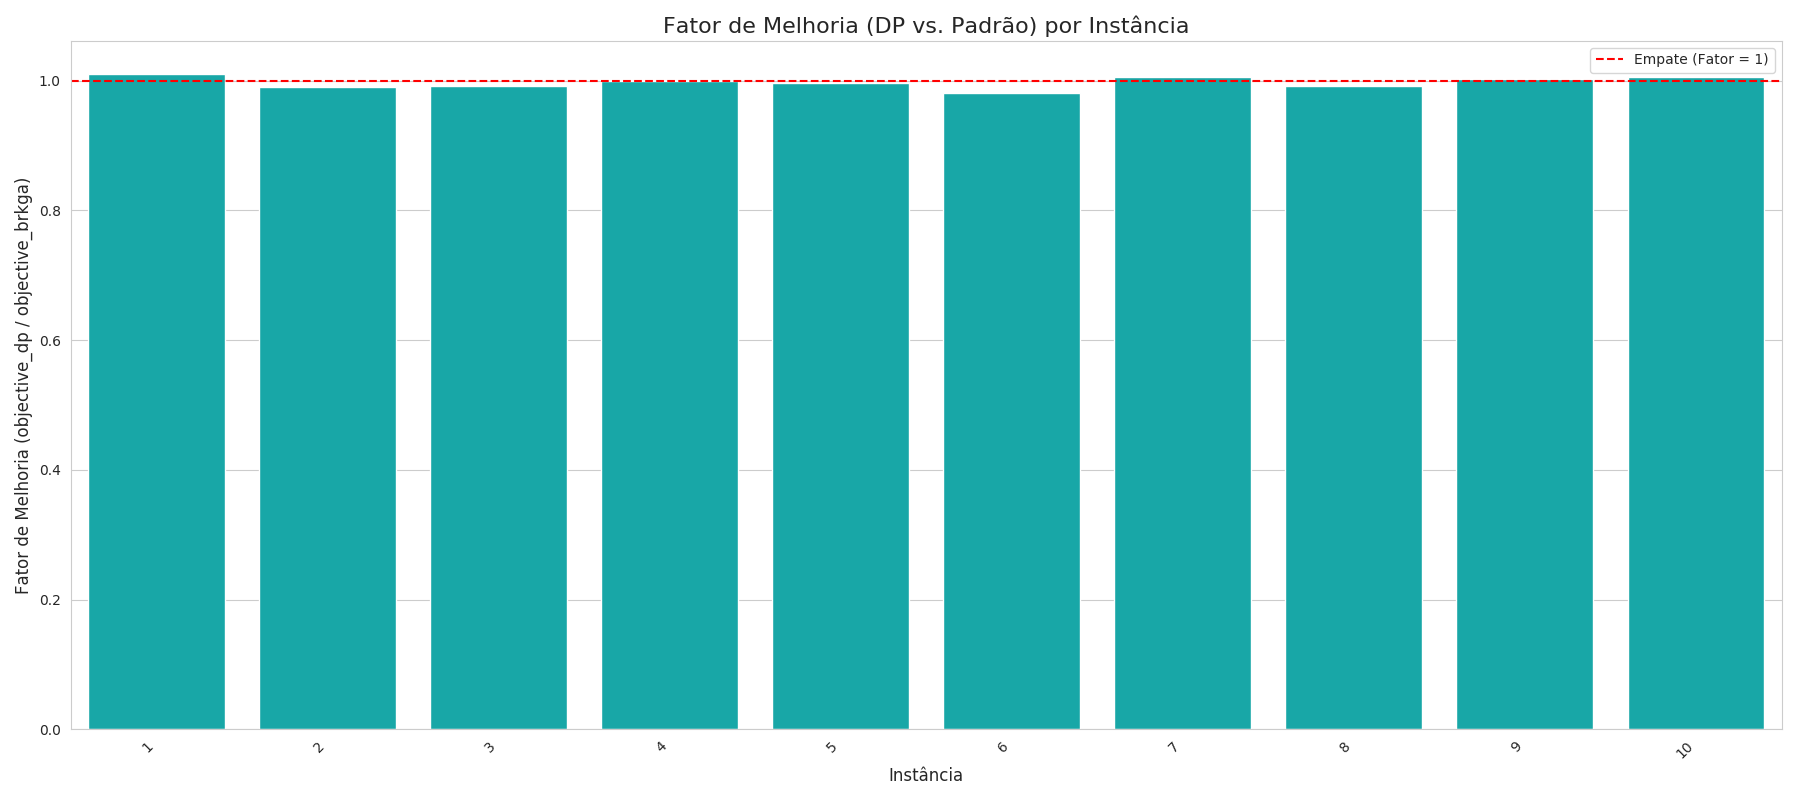 Fator de Melhoria (DP vs. Padrão) por Instância
Empate (Fator = 1)
Fator de Melhoria (objective_dp / objective_brkga)
1.0
0.8
0.6
0.4
0.2
0.0
1 2 3 4 5 6 7 8 9 10
Instância